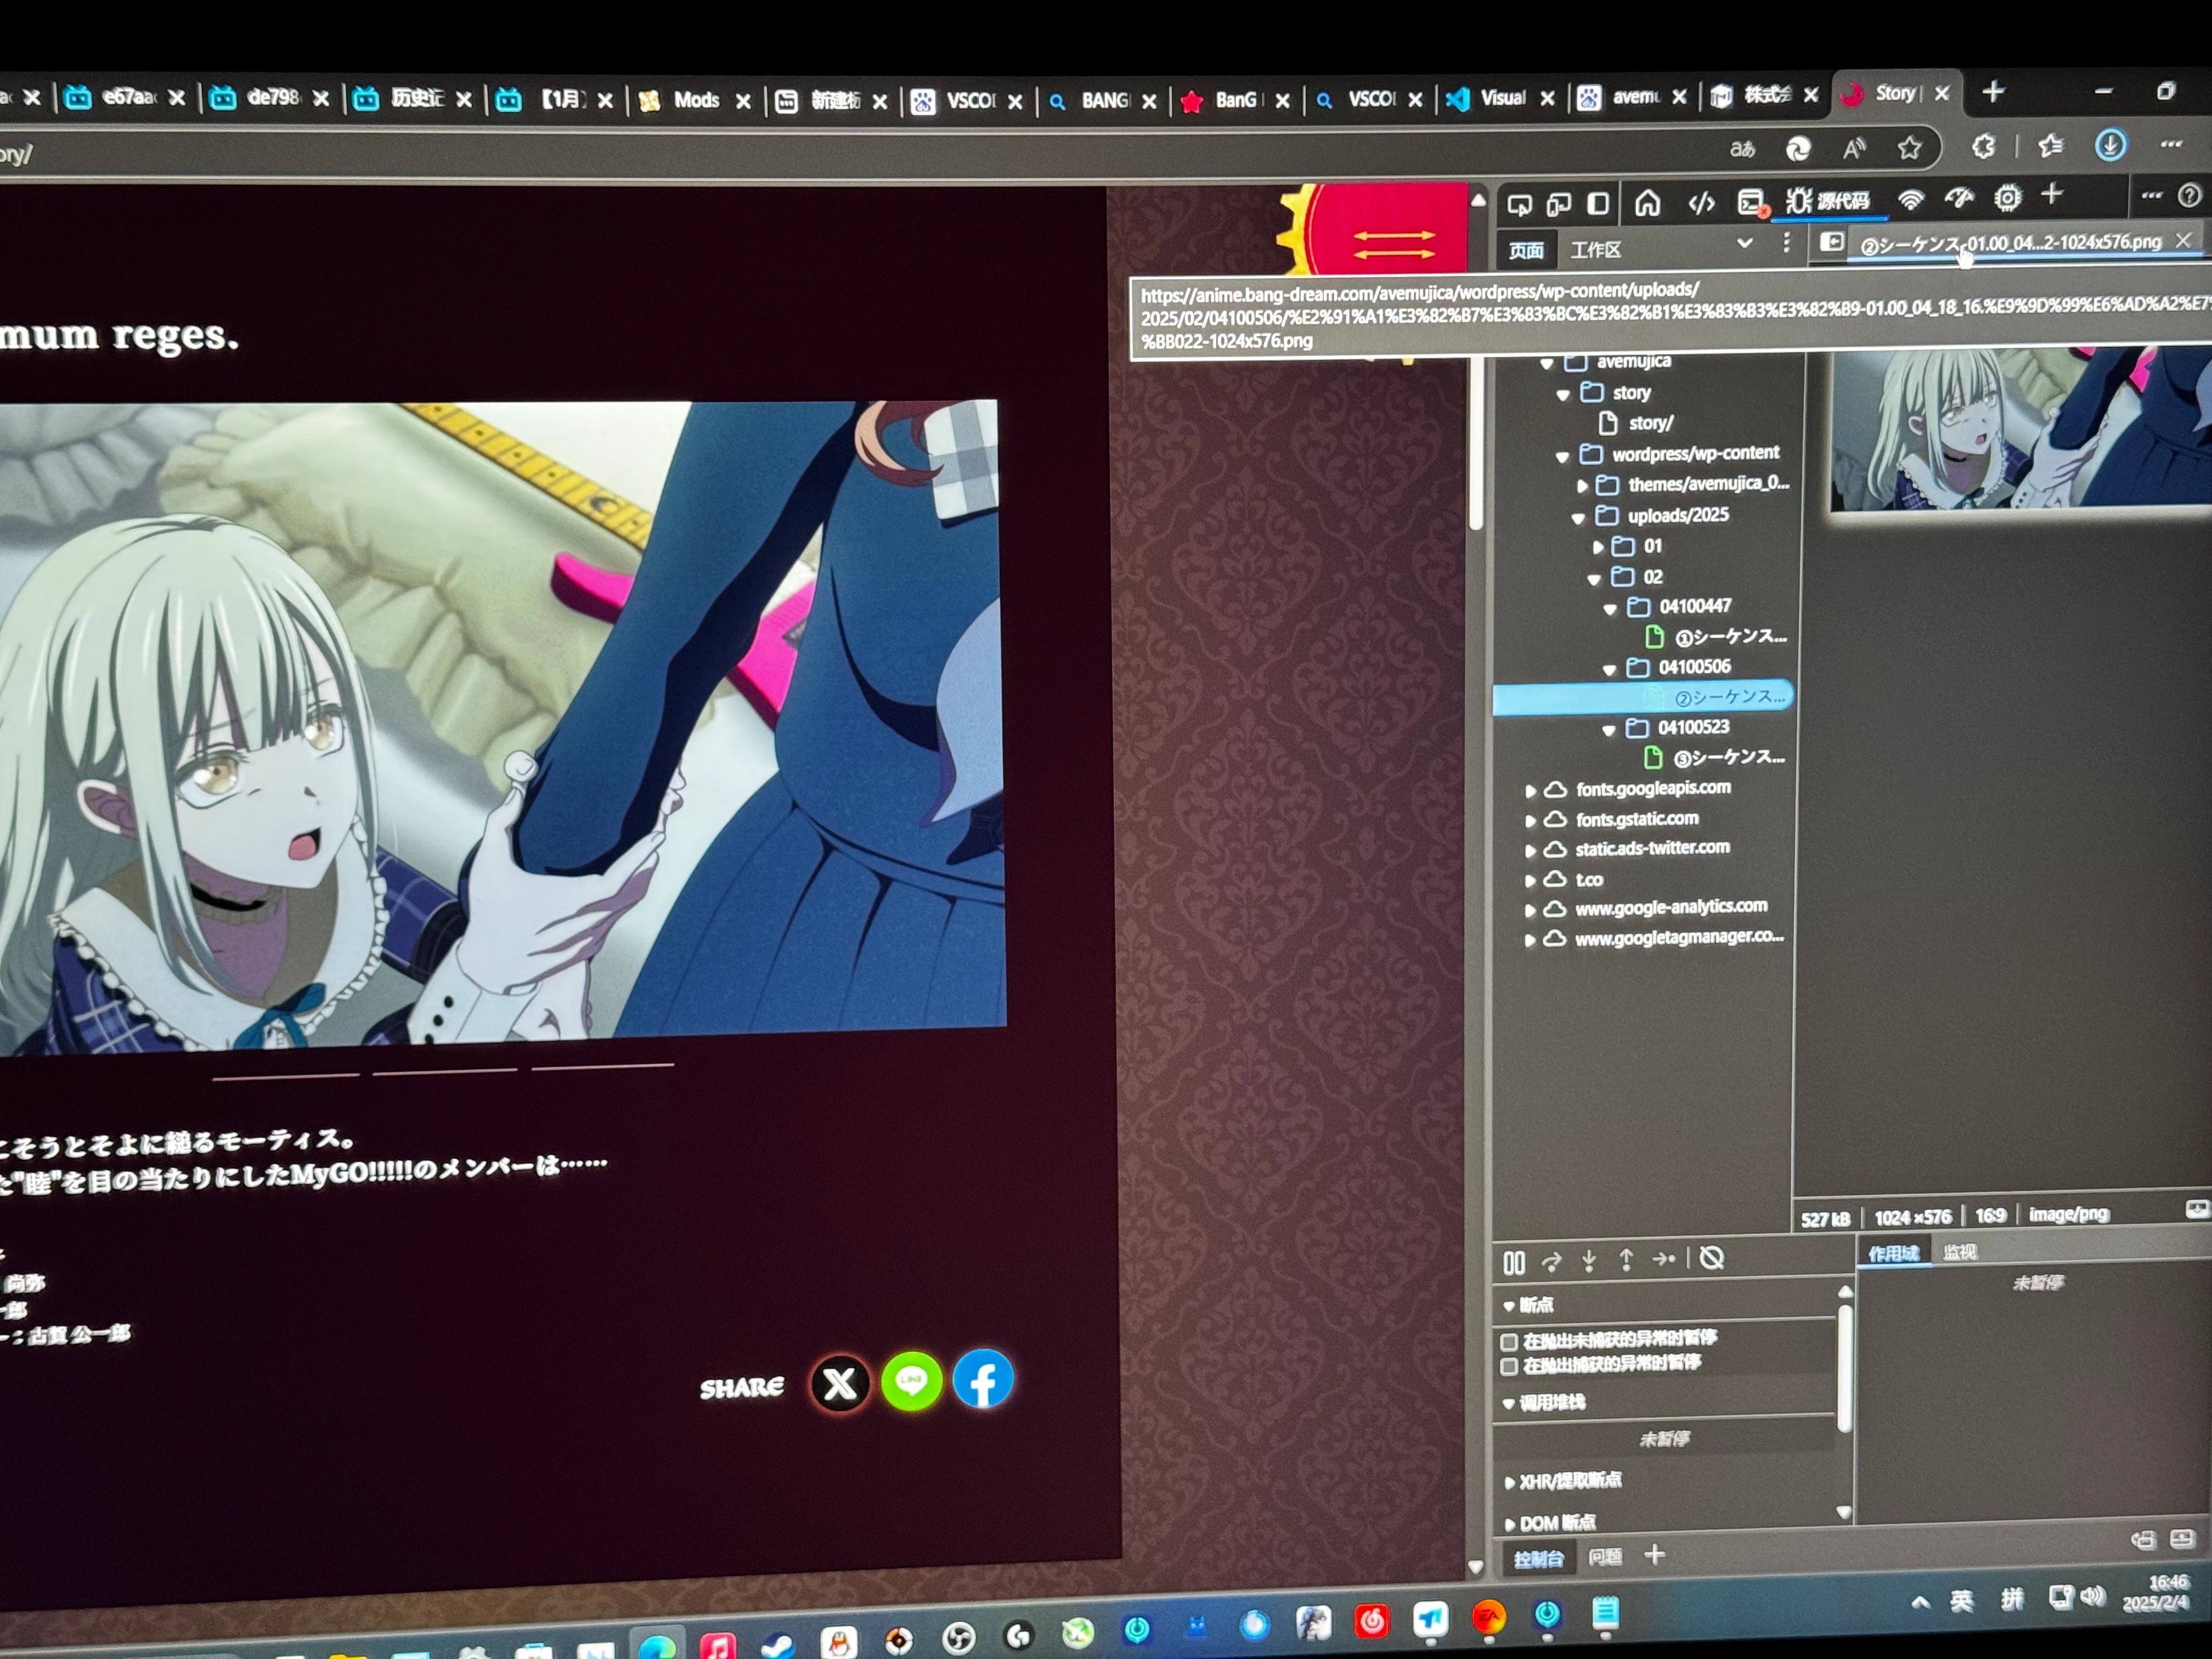 e67aa
de798
历史记
【1月】
Mods
新建标
VSCO
BANG
BanG
VSCO
Visual
avem
株式会
Story |
ory/
aあ
源代码
页面
工作区
②シーケンス-01.00_04...2-1024x576.png
https://anime.bang-dream.com/avemujica/wordpress/wp-content/uploads/
2025/02/04100506/%E2%91%A1%E3%82%B7%E3%83%BC%E3%82%B1%E3%83%B3%E3%82%B9-01.00_04_18_16.%E9%9D%99%E6%AD%A2%E7%
%BB022-1024x576.png
mum reges.
avemujica
story
story/
wordpress/wp-content
themes/avemujica_0...
uploads/2025
01
02
04100447
①シーケンス...
04100506
②シーケンス...
04100523
③シーケンス...
fonts.googleapis.com
fonts.gstatic.com
static.ads-twitter.com
t.co
www.google-analytics.com
www.googletagmanager.co...
こそうとそよに縋るモーティス。
た"睦"を目の当たりにしたMyGO!!!!!のメンバーは……
尚弥
一郎
ー：古賀 公一郎
SHARE
LINE
527 kB
1024 ×576
16:9
image/png
作用域
监视
未暂停
断点
在抛出未捕获的异常时暂停
在抛出捕获的异常时暂停
调用堆栈
未暂停
XHR/提取断点
DOM 断点
控制台
问题
英
拼
16:46
2025/2/4